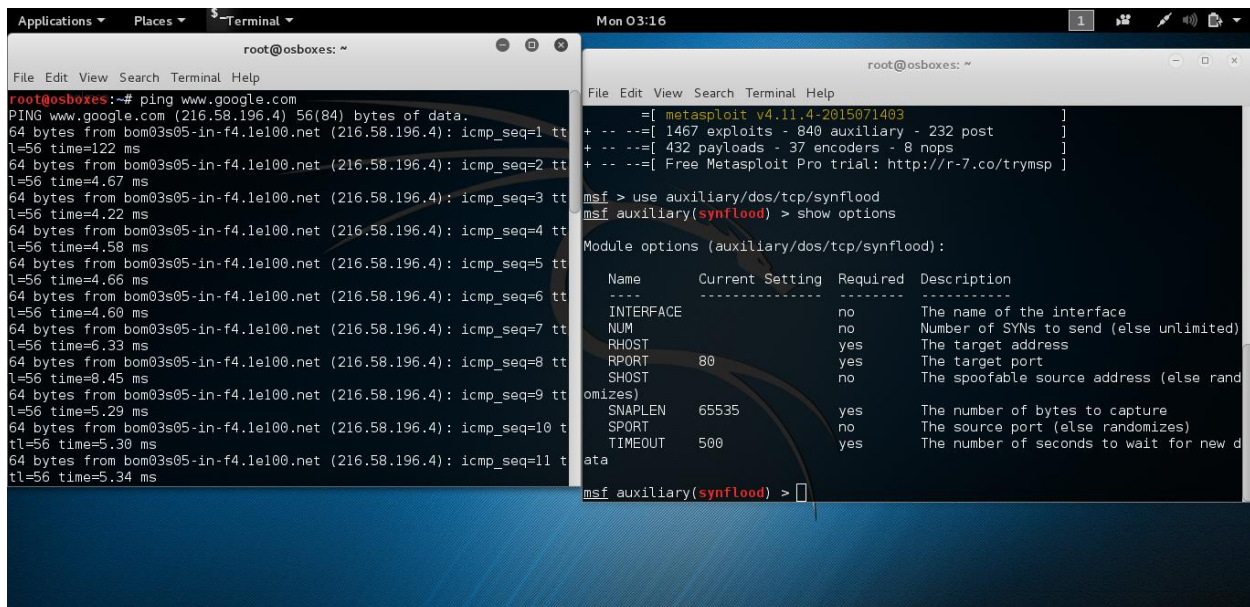 Applications Places Terminal Mon 03:16 1
root@osboxes: ~
File Edit View Search Terminal Help
root@osboxes:~# ping www.google.com
PING www.google.com (216.58.196.4) 56(84) bytes of data.
64 bytes from bom03s05-in-f4.1e100.net (216.58.196.4): icmp_seq=1 tt
l=56 time=122 ms
64 bytes from bom03s05-in-f4.1e100.net (216.58.196.4): icmp_seq=2 tt
l=56 time=4.67 ms
64 bytes from bom03s05-in-f4.1e100.net (216.58.196.4): icmp_seq=3 tt
l=56 time=4.22 ms
64 bytes from bom03s05-in-f4.1e100.net (216.58.196.4): icmp_seq=4 tt
l=56 time=4.58 ms
64 bytes from bom03s05-in-f4.1e100.net (216.58.196.4): icmp_seq=5 tt
l=56 time=4.66 ms
64 bytes from bom03s05-in-f4.1e100.net (216.58.196.4): icmp_seq=6 tt
l=56 time=4.60 ms
64 bytes from bom03s05-in-f4.1e100.net (216.58.196.4): icmp_seq=7 tt
l=56 time=6.33 ms
64 bytes from bom03s05-in-f4.1e100.net (216.58.196.4): icmp_seq=8 tt
l=56 time=8.45 ms
64 bytes from bom03s05-in-f4.1e100.net (216.58.196.4): icmp_seq=9 tt
l=56 time=5.29 ms
64 bytes from bom03s05-in-f4.1e100.net (216.58.196.4): icmp_seq=10 t
tl=56 time=5.30 ms
64 bytes from bom03s05-in-f4.1e100.net (216.58.196.4): icmp_seq=11 t
tl=56 time=5.34 ms
root@osboxes: ~
File Edit View Search Terminal Help
=[ metasploit v4.11.4-2015071403 ]
+ -- --=[ 1467 exploits - 840 auxiliary - 232 post ]
+ -- --=[ 432 payloads - 37 encoders - 8 nops ]
+ -- --=[ Free Metasploit Pro trial: http://r-7.co/trymsp ]
msf > use auxiliary/dos/tcp/synflood
msf auxiliary(synflood) > show options
Module options (auxiliary/dos/tcp/synflood):
Name Current Setting Required Description
---- --------------- -------- -----------
INTERFACE no The name of the interface
NUM no Number of SYNs to send (else unlimited)
RHOST yes The target address
RPORT 80 yes The target port
SHOST no The spoofable source address (else rand
omizes)
SNAPLEN 65535 yes The number of bytes to capture
SPORT no The source port (else randomizes)
TIMEOUT 500 yes The number of seconds to wait for new d
ata
msf auxiliary(synflood) >